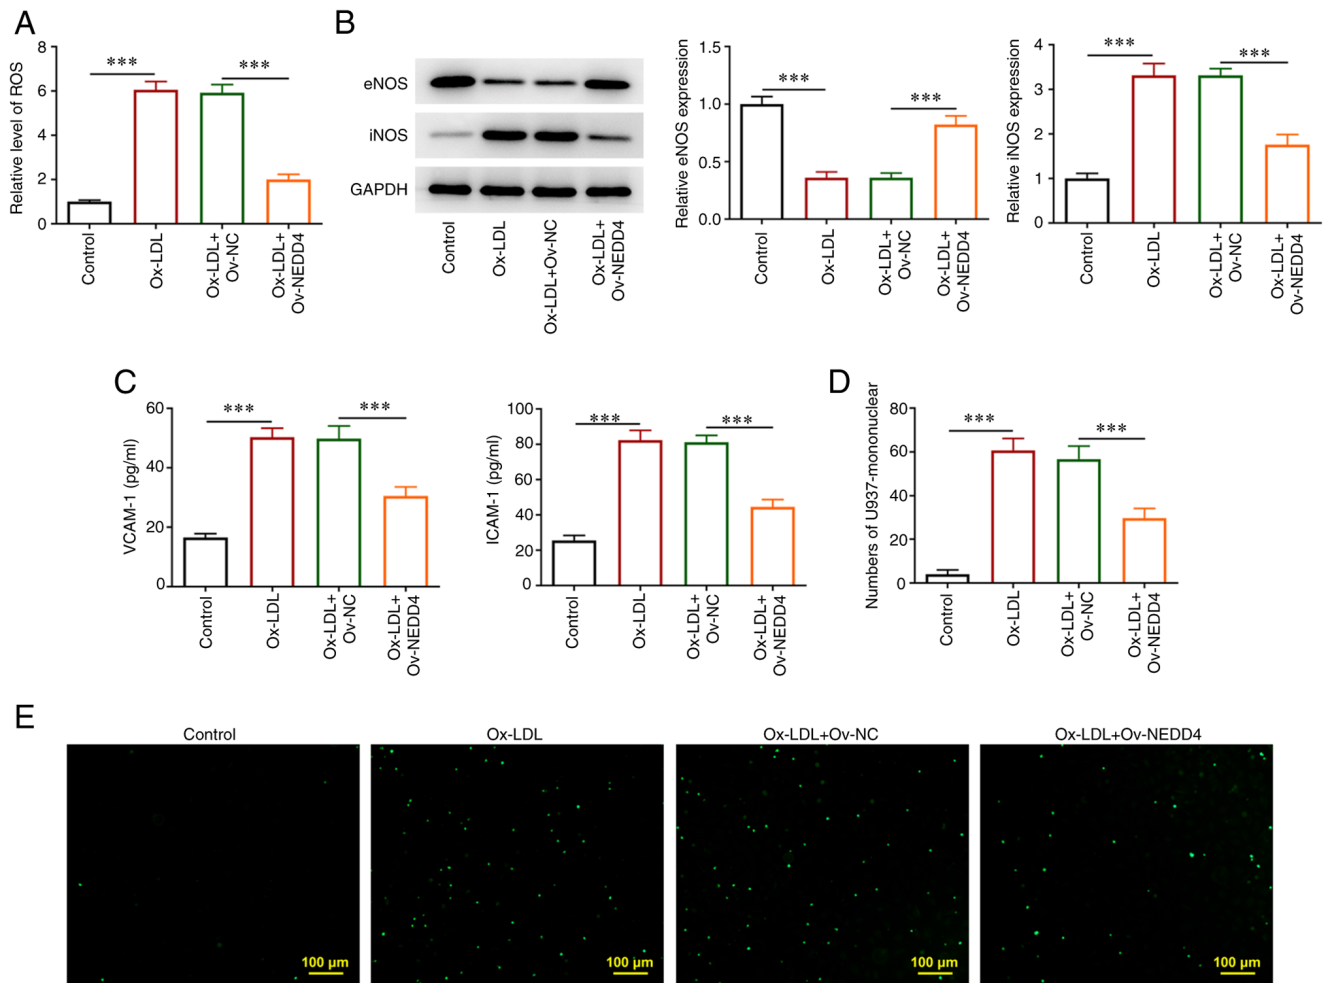 A
Relative level of ROS
8
6
4
2
0
***
***
Control
Ox-LDL
Ox-LDL+
Ov-NC
Ox-LDL+
Ov-NEDD4
B
eNOS
iNOS
GAPDH
Control
Ox-LDL
Ox-LDL+Ov-NC
Ox-LDL+
Ov-NEDD4
Relative eNOS expression
1.5
1.0
0.5
0.0
***
***
Control
Ox-LDL
Ox-LDL+
Ov-NC
Ox-LDL+
Ov-NEDD4
Relative iNOS expression
4
3
2
1
0
***
***
Control
Ox-LDL
Ox-LDL+
Ov-NC
Ox-LDL+
Ov-NEDD4
C
VCAM-1 (pg/ml)
60
40
20
0
***
***
Control
Ox-LDL
Ox-LDL+
Ov-NC
Ox-LDL+
Ov-NEDD4
ICAM-1 (pg/ml)
100
80
60
40
20
0
***
***
Control
Ox-LDL
Ox-LDL+
Ov-NC
Ox-LDL+
Ov-NEDD4
D
Numbers of U937-mononuclear
80
60
40
20
0
***
***
Control
Ox-LDL
Ox-LDL+
Ov-NC
Ox-LDL+
Ov-NEDD4
E
Control
Ox-LDL
Ox-LDL+Ov-NC
Ox-LDL+Ov-NEDD4
100 µm
100 µm
100 µm
100 µm